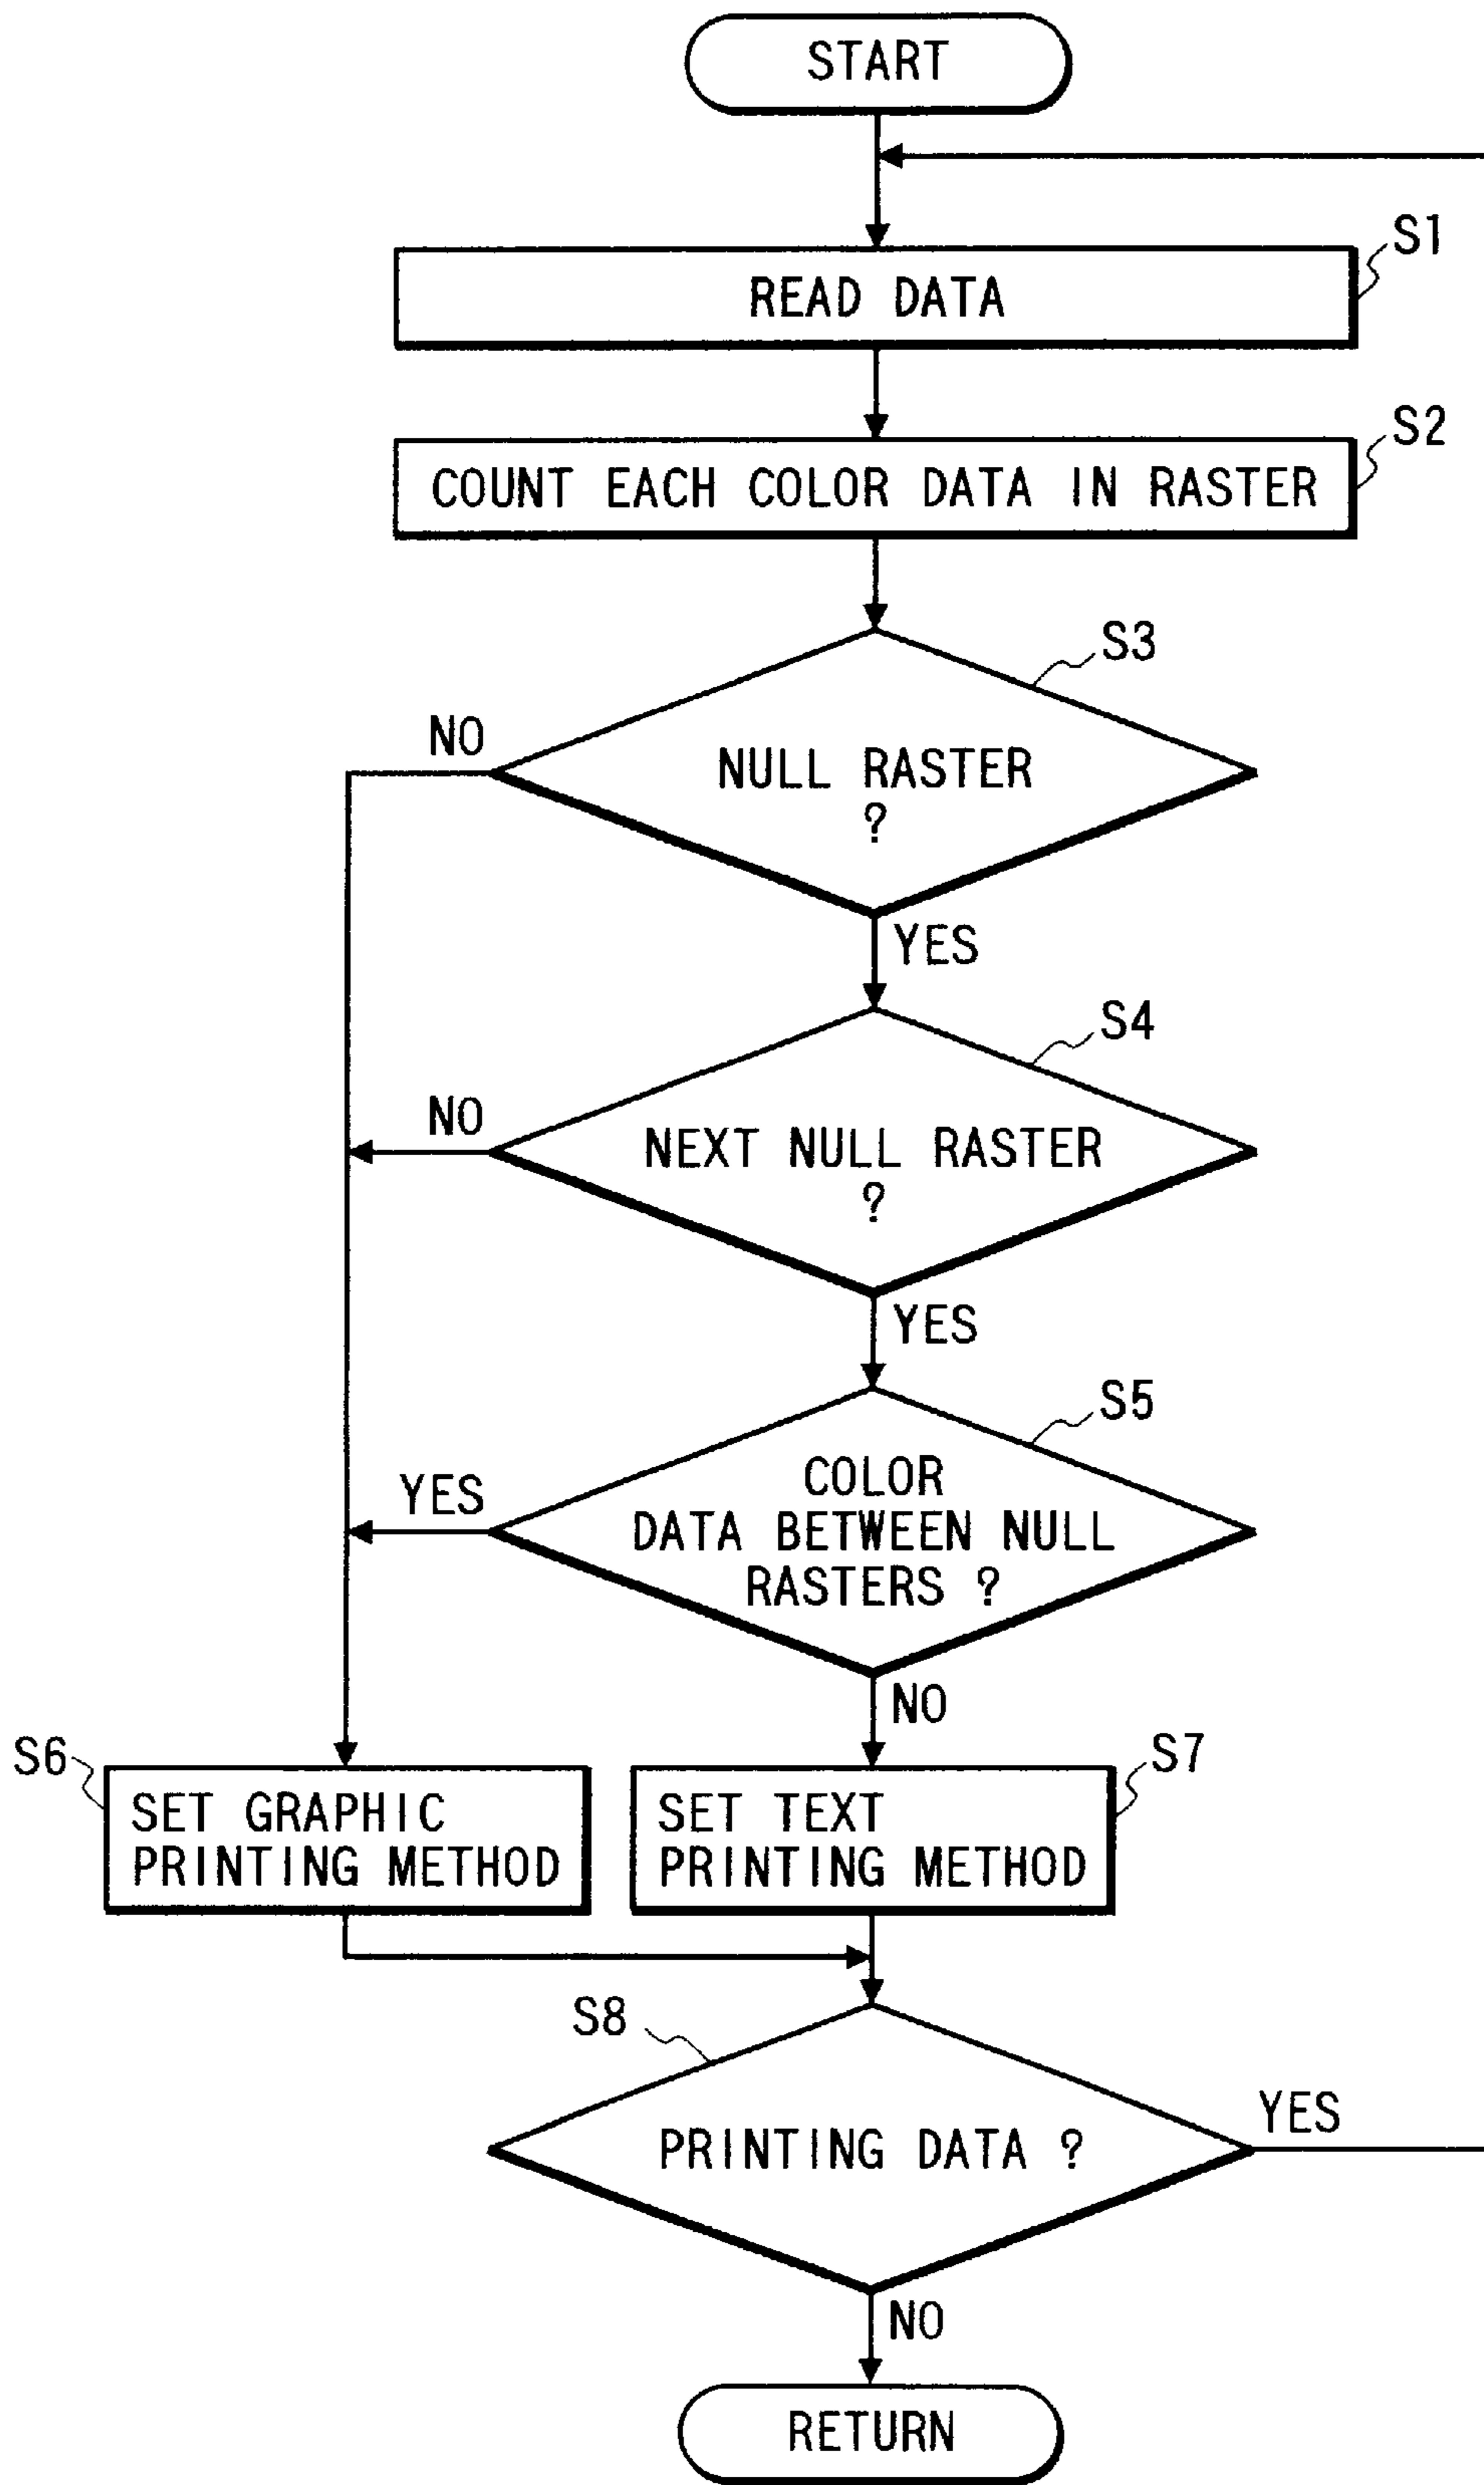 START
S1
READ DATA
S2
COUNT EACH COLOR DATA IN RASTER
S3
NO
NULL RASTER
?
YES
S4
NO
NEXT NULL RASTER
?
YES
S5
YES
COLOR
DATA BETWEEN NULL
RASTERS ?
NO
S6
SET GRAPHIC
PRINTING METHOD
S7
SET TEXT
PRINTING METHOD
S8
YES
PRINTING DATA ?
NO
RETURN